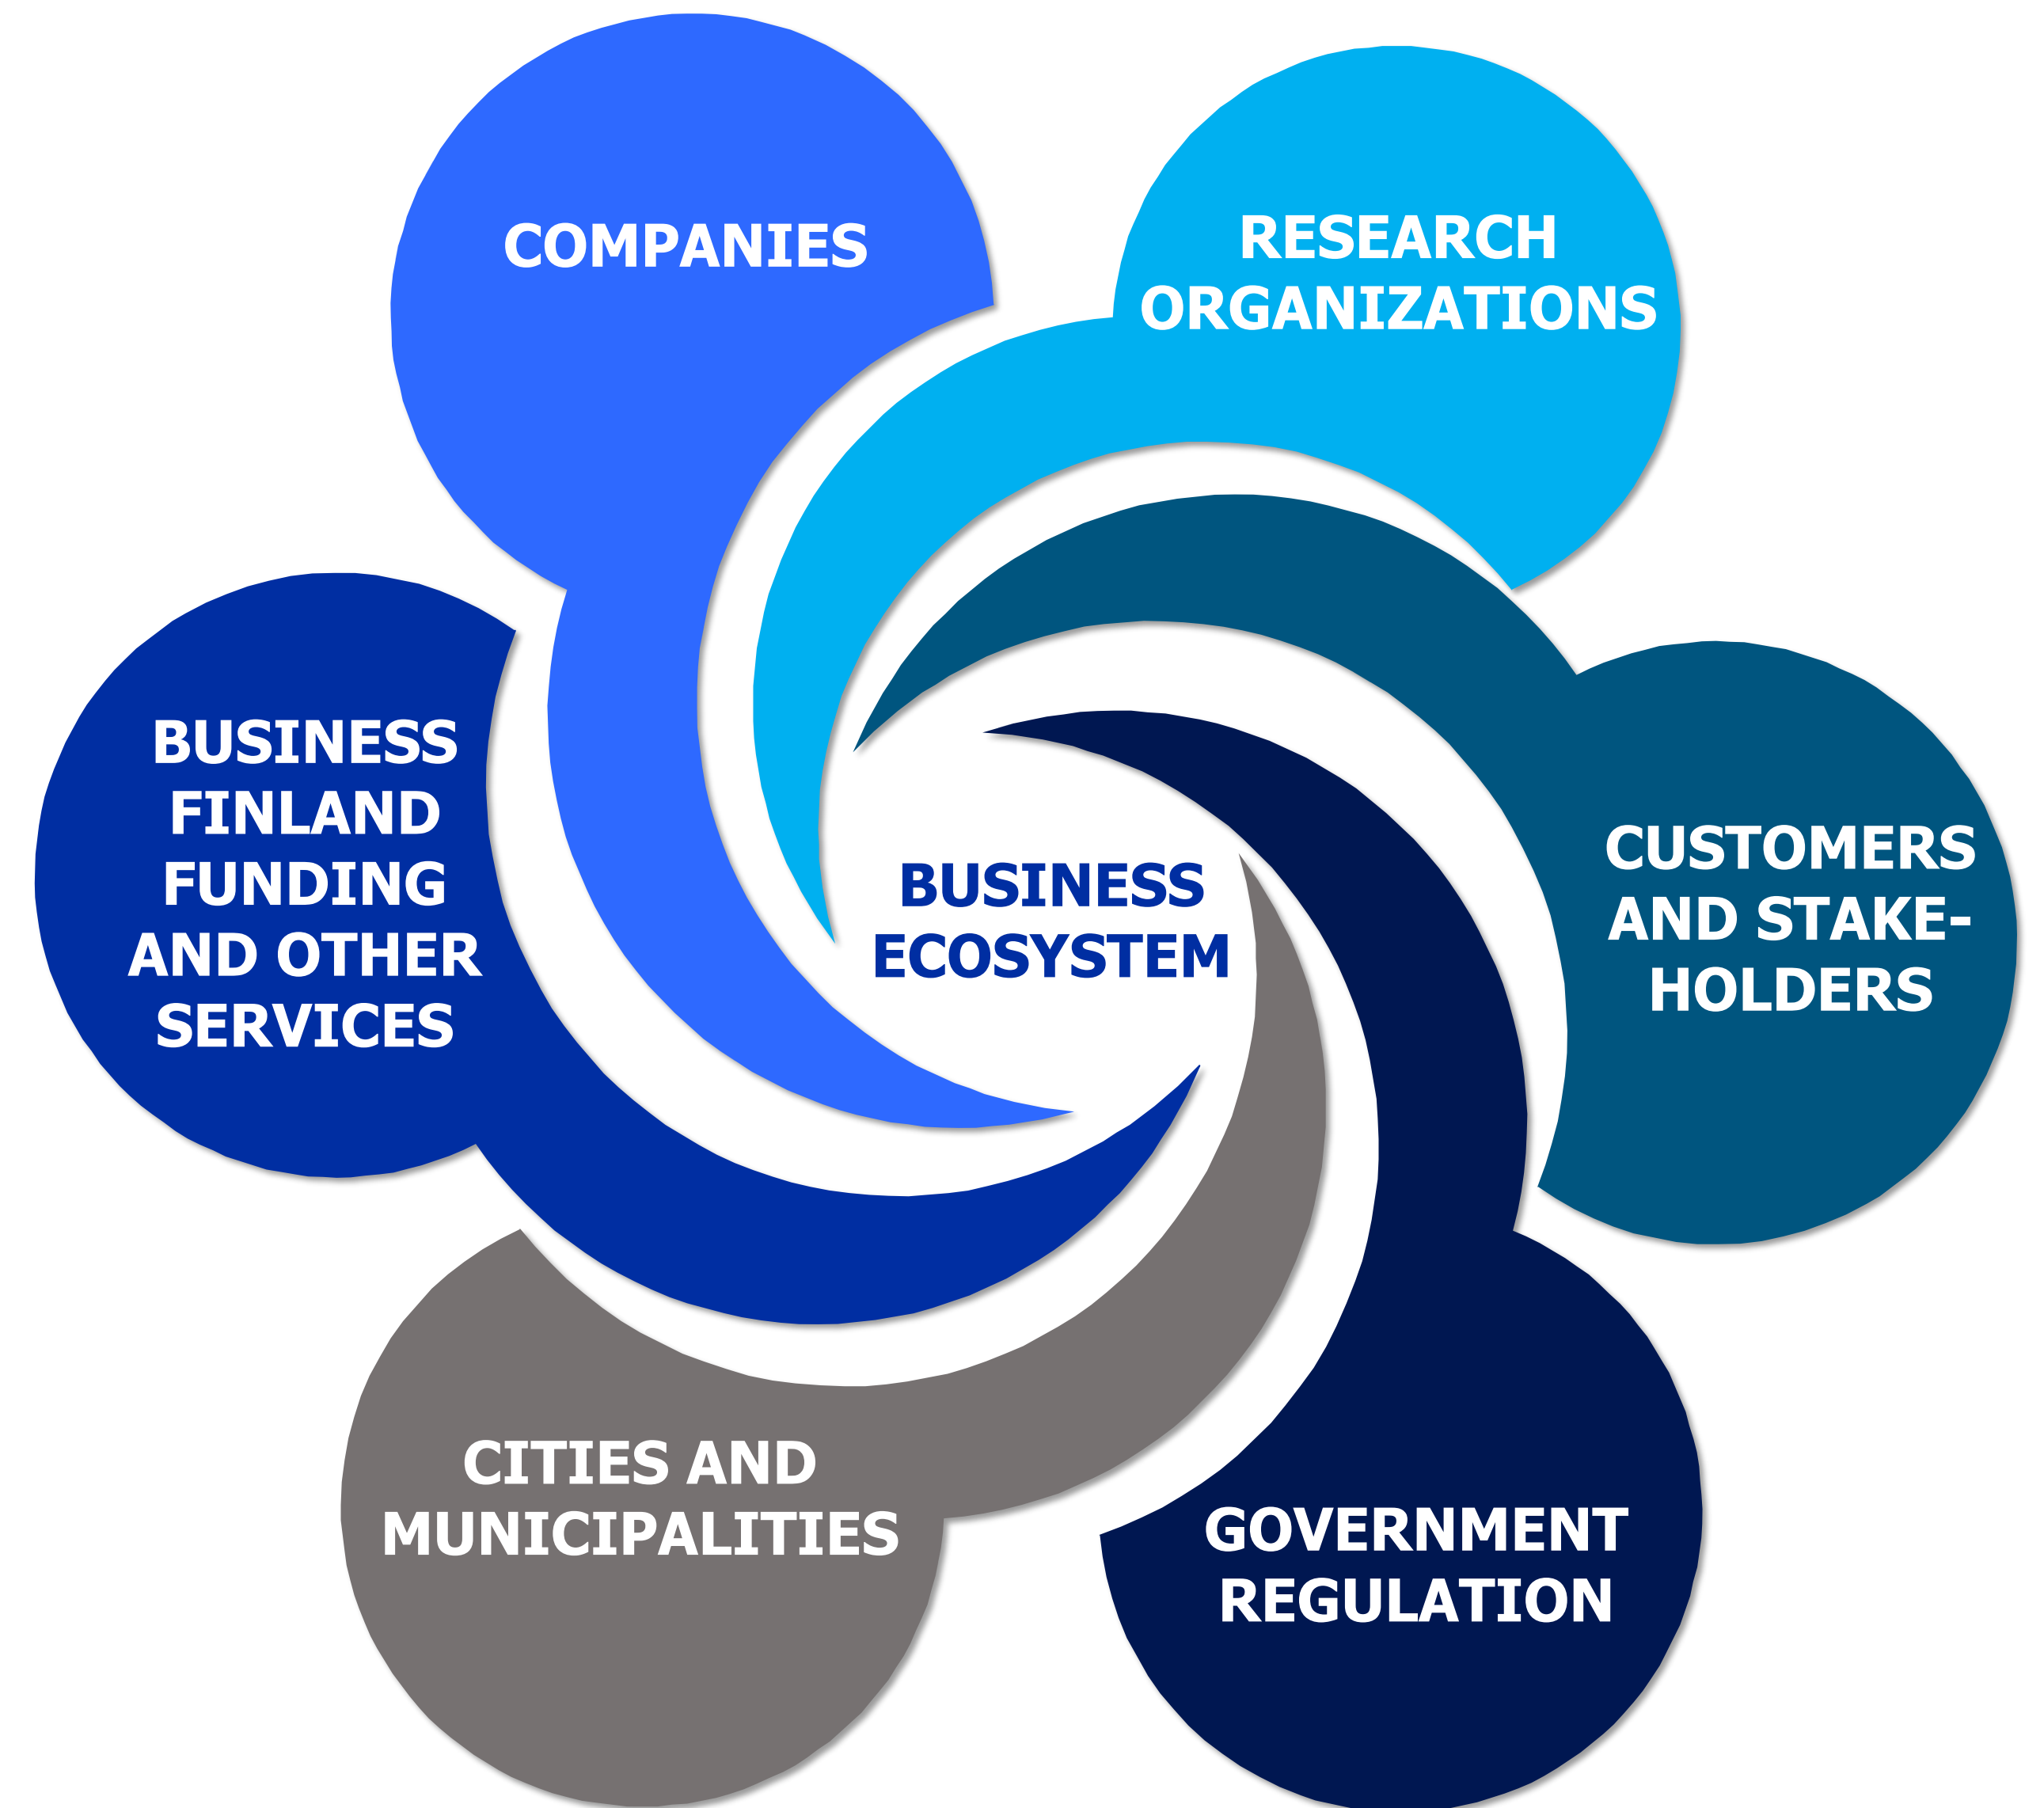 COMPANIES
RESEARCH
ORGANIZATIONS
BUSINESS
FINLAND
FUNDING
AND OTHER
SERVICES
BUSINESS
ECOSYSTEM
CUSTOMERS
AND STAKE-
HOLDERS
CITIES AND
MUNICIPALITIES
GOVERNMENT
REGULATION